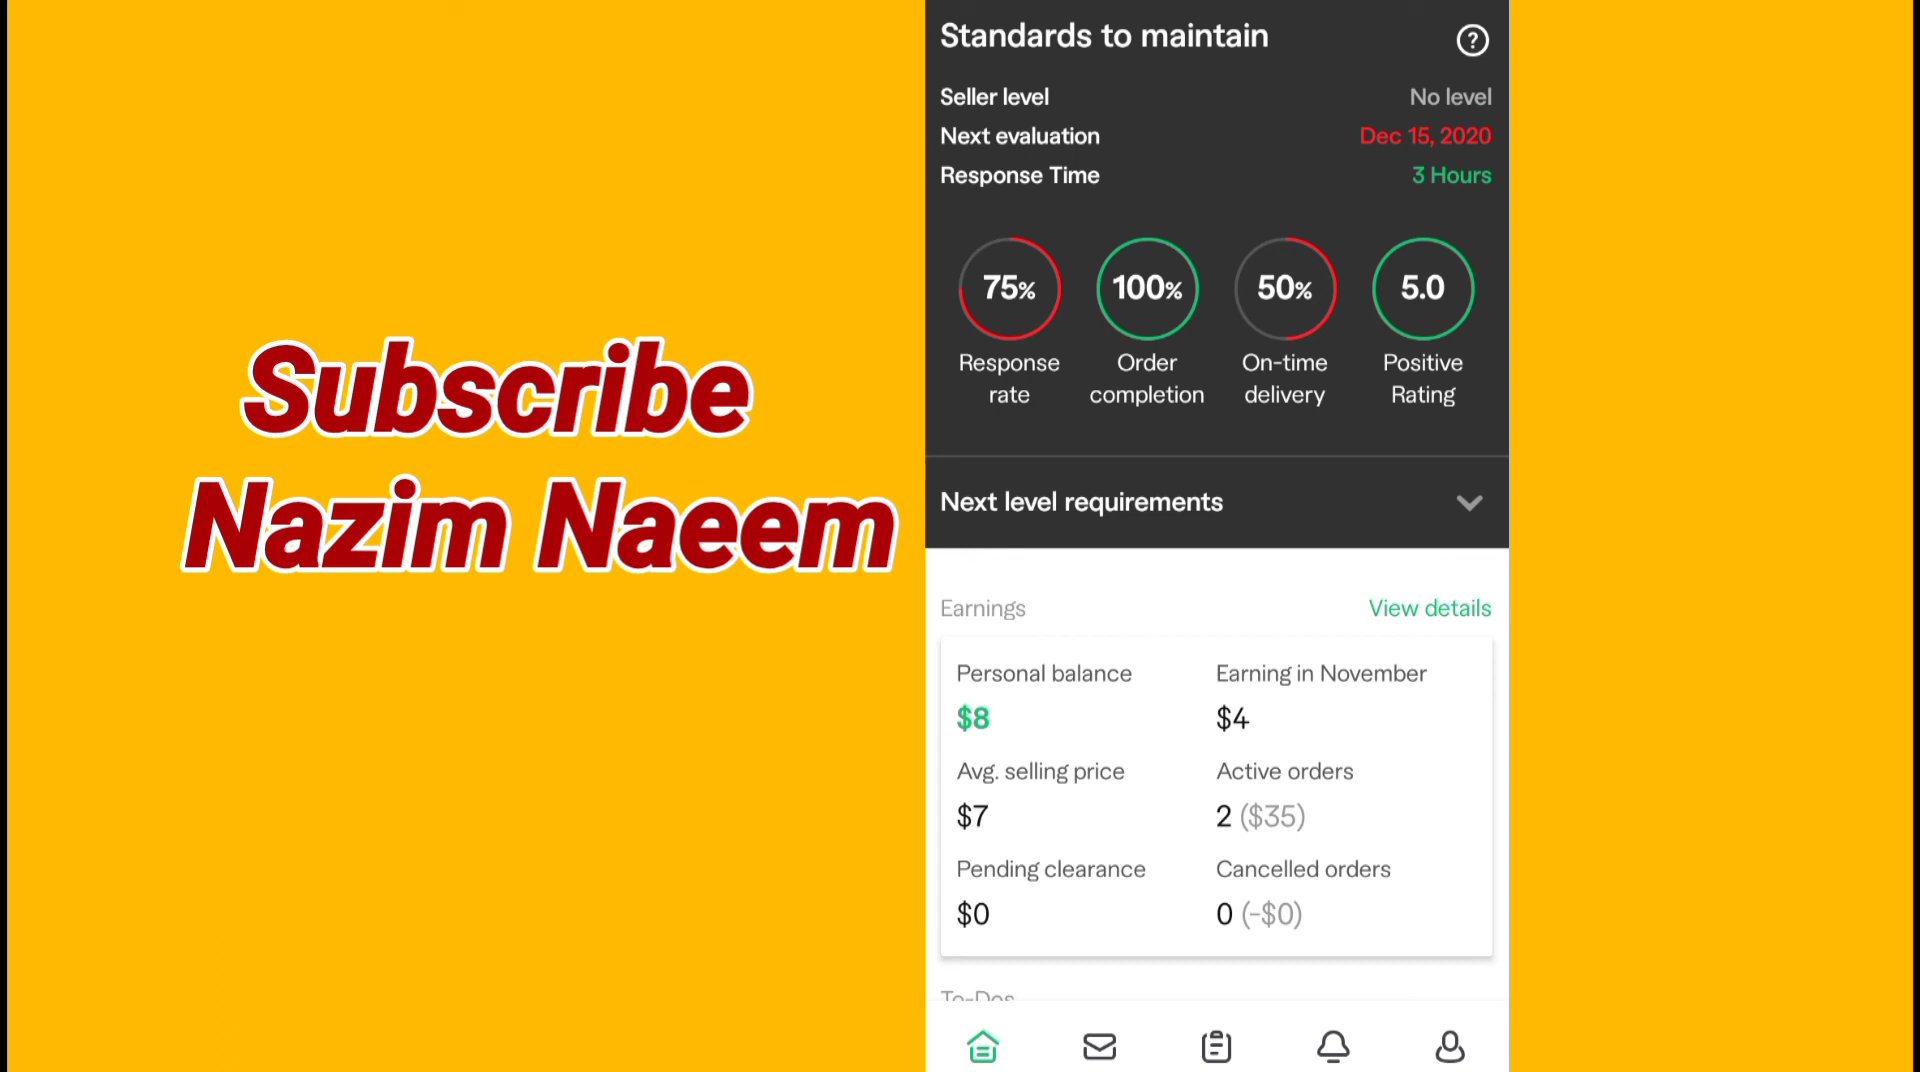 Subscribe
Nazim Naeem
Standards to maintain
?
Seller level No level
Next evaluation Dec 15, 2020
Response Time 3 Hours
75% 100% 50% 5.0
Response rate
Order completion
On-time delivery
Positive Rating
Next level requirements
Earnings View details
Personal balance Earning in November
$8 $4
Avg. selling price Active orders
$7 2 ($35)
Pending clearance Cancelled orders
$0 0 (-$0)
To-Dos